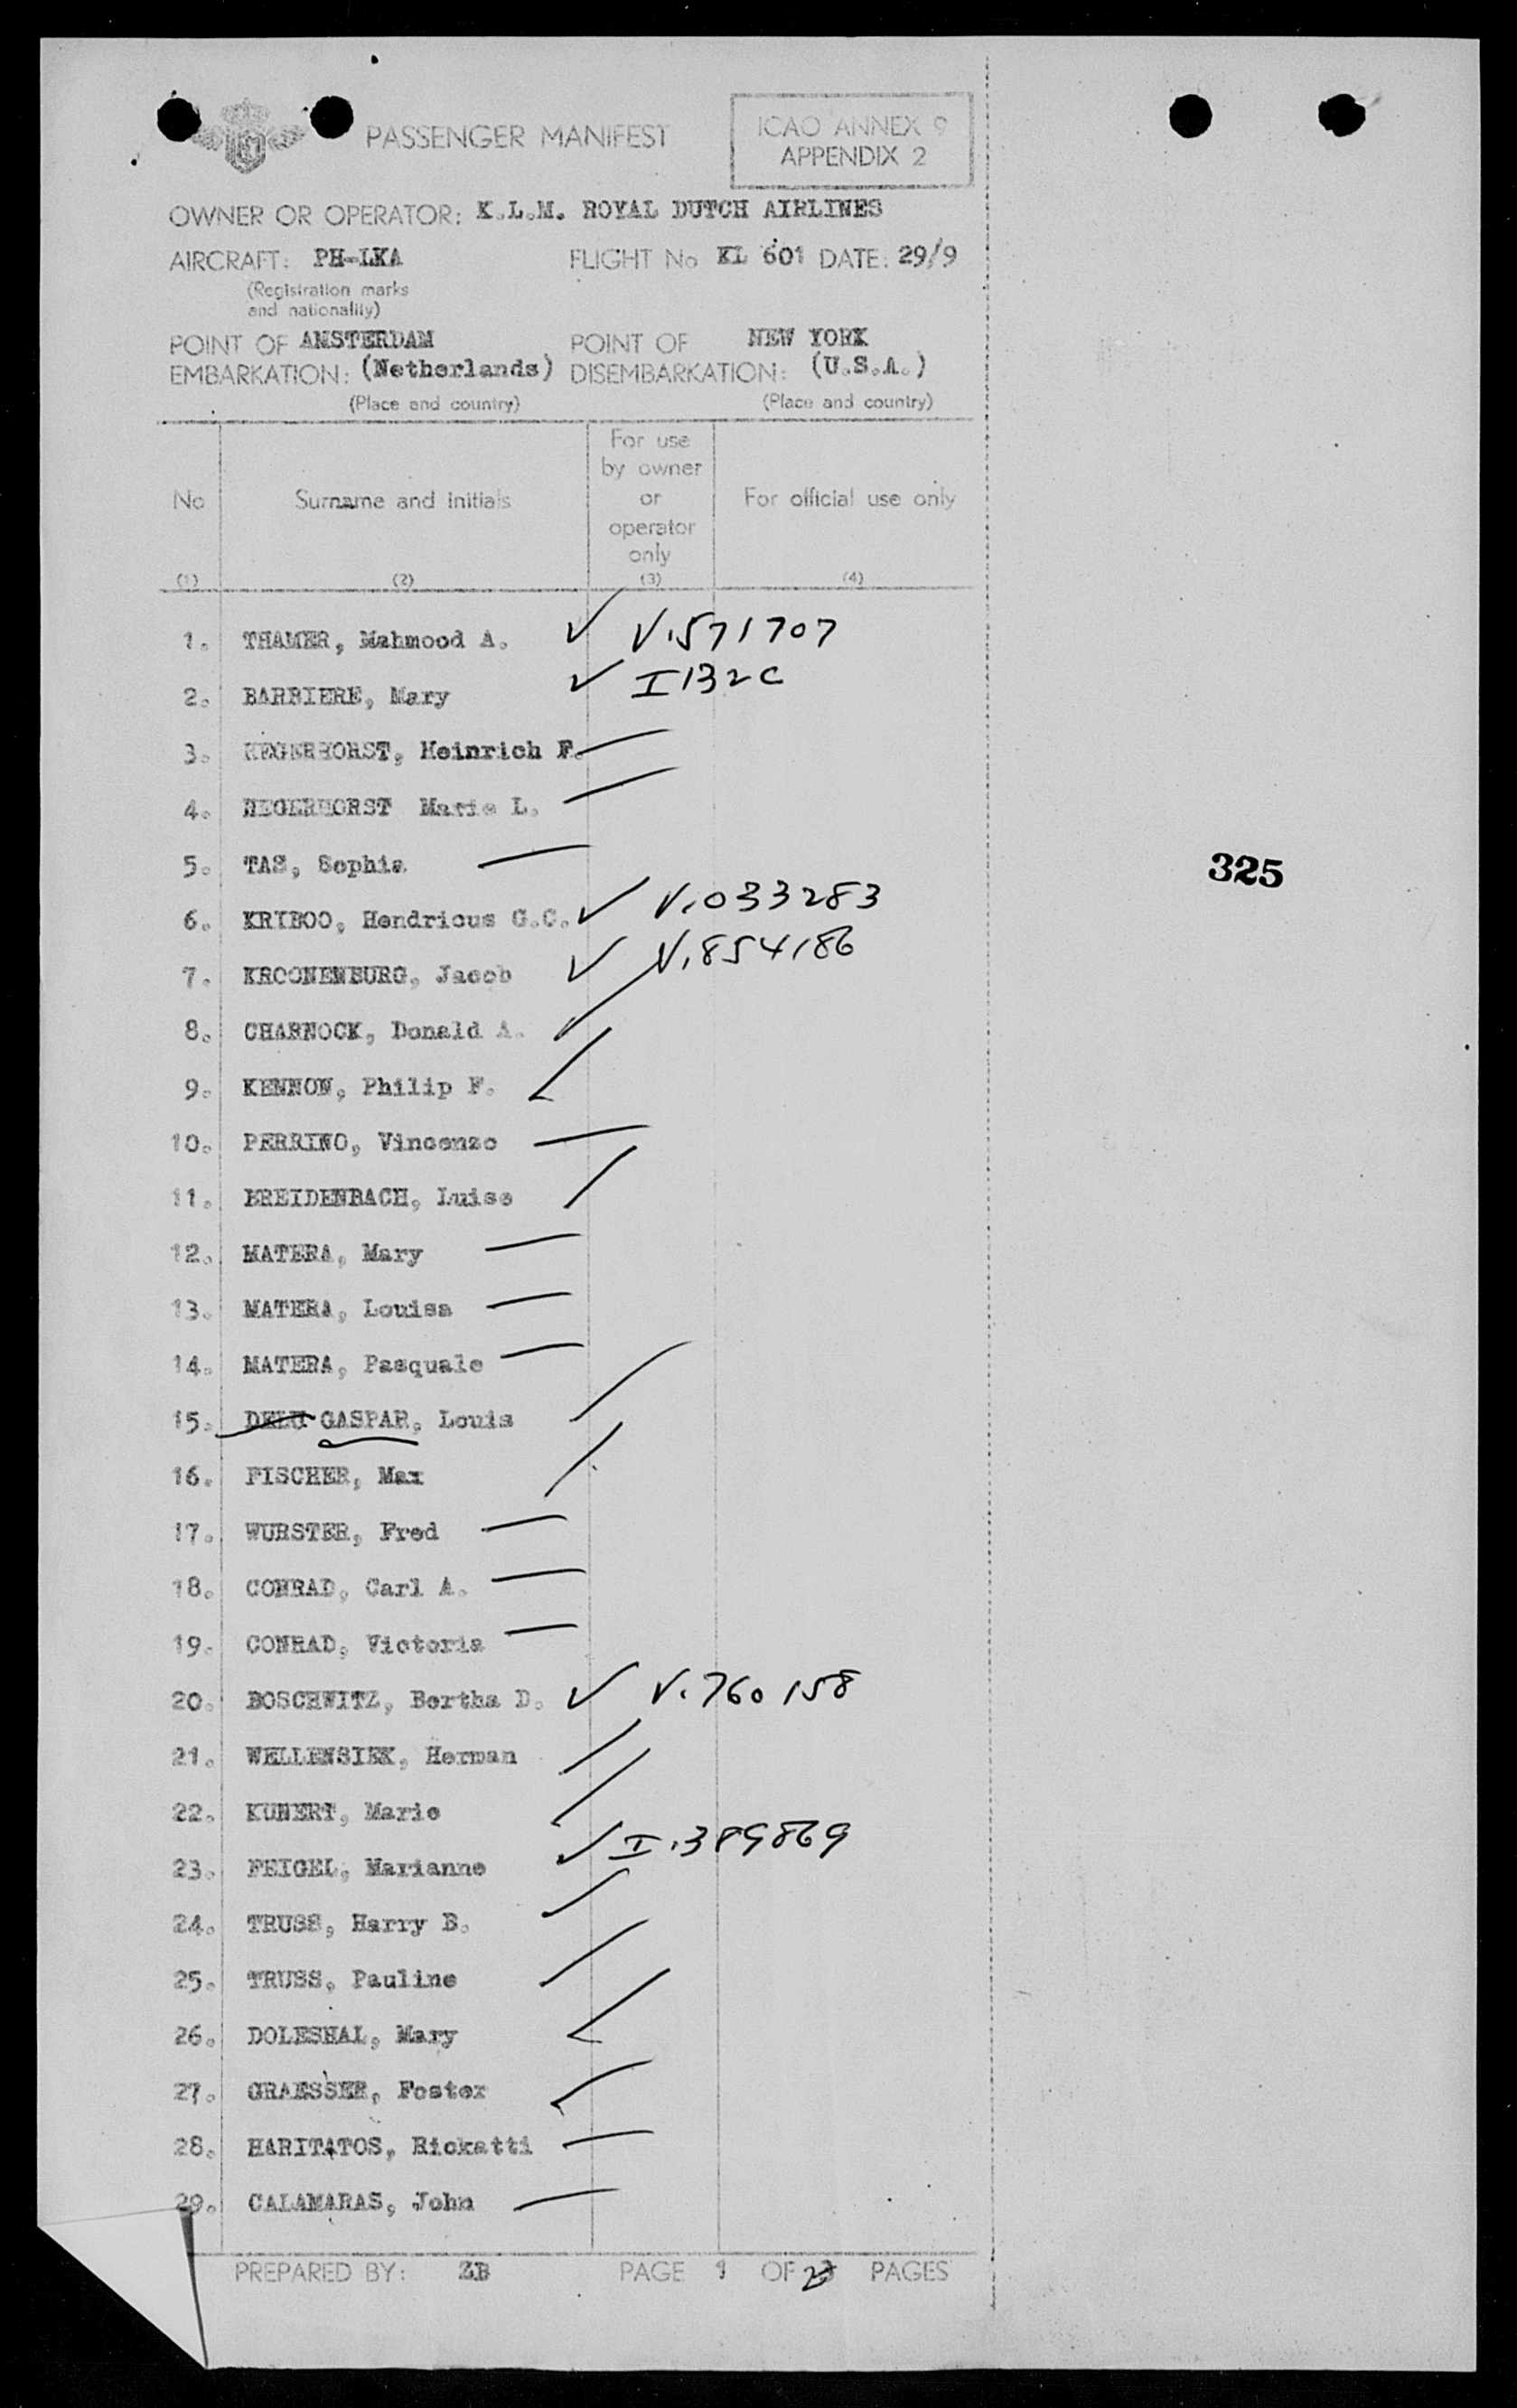 PASSENGER MANIFEST
ICAO ANNEX 9
APPENDIX 2
OWNER OR OPERATOR: K.L.M. ROYAL DUTCH AIRLINES
AIRCRAFT: PH-LKA FLIGHT No KL 601 DATE: 29/9
(Registration marks
and nationality)
POINT OF AMSTERDAM POINT OF NEW YORK
EMBARKATION: (Netherlands) DISEMBARKATION: (U.S.A.)
(Place and country) (Place and country)
For use
by owner
No Surname and initials or For official use only
operator
only
(1) (2) (3) (4)
1. THAMER, Mahmood A. ✓ V.571707
2. BARRIERE, Mary ✓ I132C
3. HEGERHORST, Heinrich F.
4. HEGERHORST Marie L.
5. TAS, Sophia
325
6. KRIBOO, Hendricus G.C. ✓ V.033283
7. KROONENBURG, Jacob ✓ V.854186
8. CHARNOCK, Donald A.
9. KENNON, Philip F.
10. PERRINO, Vincenzo
11. BREIDENBACH, Luise
12. MATERA, Mary
13. MATERA, Louisa
14. MATERA, Pasquale
15. GASPAR, Louis
16. FISCHER, Max
17. WURSTER, Fred
18. CONRAD, Carl A.
19. CONRAD, Victoria
20. BOSCHWITZ, Bertha D. ✓ V.760158
21. WELLENSIEK, Herman
22. KUNERT, Marie
23. FEIGEL, Marianne ✓ I.389869
24. TRUSS, Harry B.
25. TRUSS, Pauline
26. DOLESHAL, Mary
27. GRAESSER, Foster
28. HARITATOS, Rickatti
29. CALAMARAS, John
PREPARED BY: ZB PAGE 1 OF 2 PAGES